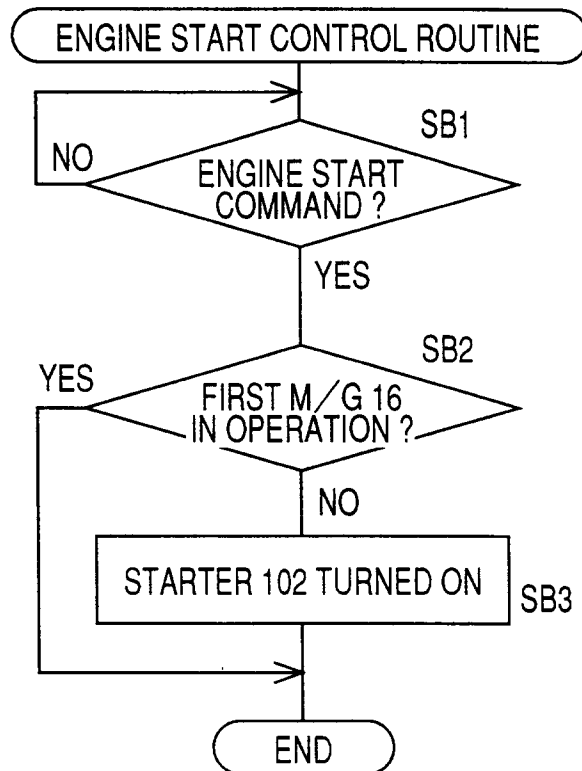 ENGINE START CONTROL ROUTINE
SB1
NO
ENGINE START
COMMAND ?
YES
SB2
YES
FIRST M/G 16
IN OPERATION ?
NO
STARTER 102 TURNED ON
SB3
END